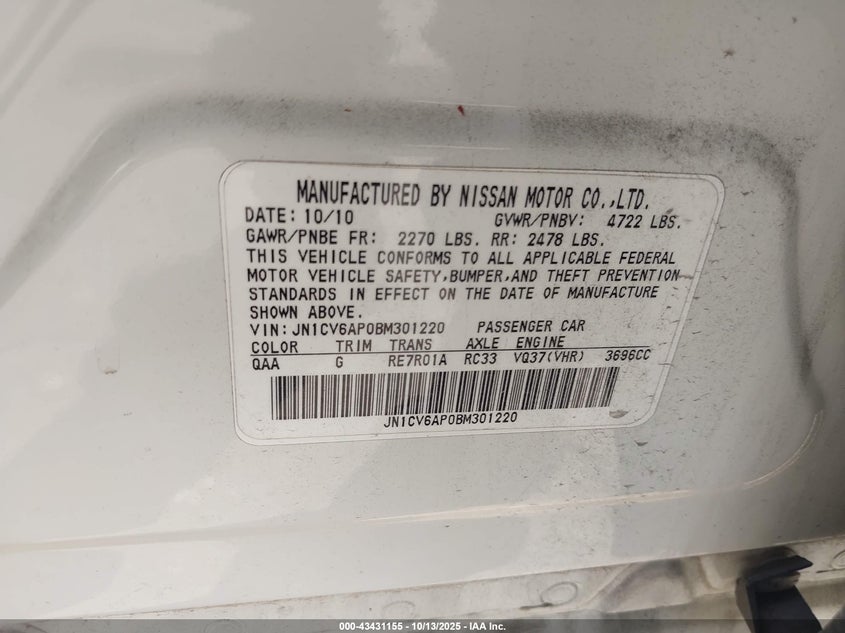 MANUFACTURED BY NISSAN MOTOR CO.,LTD.
DATE: 10/10 GVWR/PNBV: 4722 LBS.
GAWR/PNBE FR: 2270 LBS. RR: 2478 LBS.
THIS VEHICLE CONFORMS TO ALL APPLICABLE FEDERAL
MOTOR VEHICLE SAFETY,BUMPER,AND THEFT PREVENTION
STANDARDS IN EFFECT ON THE DATE OF MANUFACTURE
SHOWN ABOVE.
VIN:JN1CV6AP0BM301220 PASSENGER CAR
COLOR TRIM TRANS AXLE ENGINE
QAA G RE7R01A RC33 VQ37(VHR) 3696CC
JN1CV6AP0BM301220
000-43431155 - 10/13/2025 - IAA Inc.